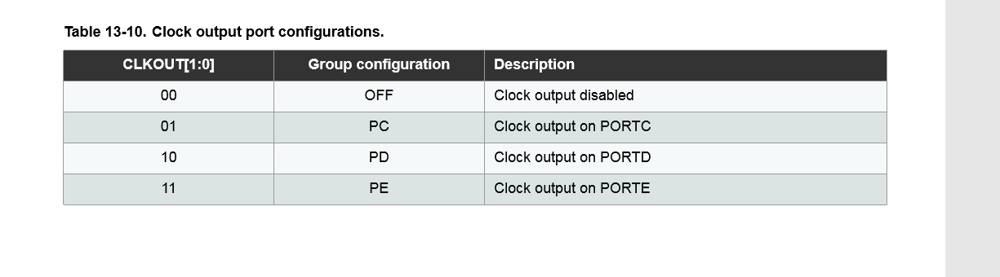 Table 13-10. Clock output port configurations.
CLKOUT[1:0] Group configuration Description
00 OFF Clock output disabled
01 PC Clock output on PORTC
10 PD Clock output on PORTD
11 PE Clock output on PORTE